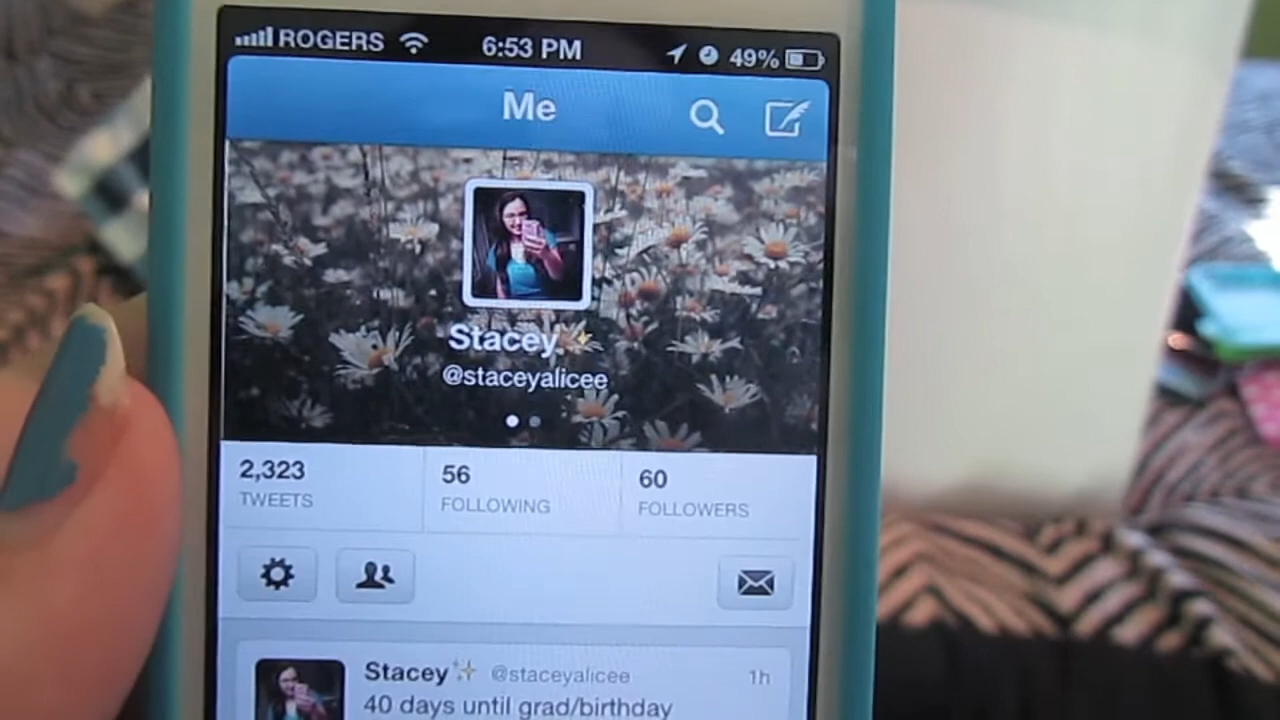 ROGERS 6:53 PM 49%
Me
Stacey✨
@staceyalicee
2,323 56 60
TWEETS FOLLOWING FOLLOWERS
Stacey✨ @staceyalicee 1h
40 days until grad/birthday